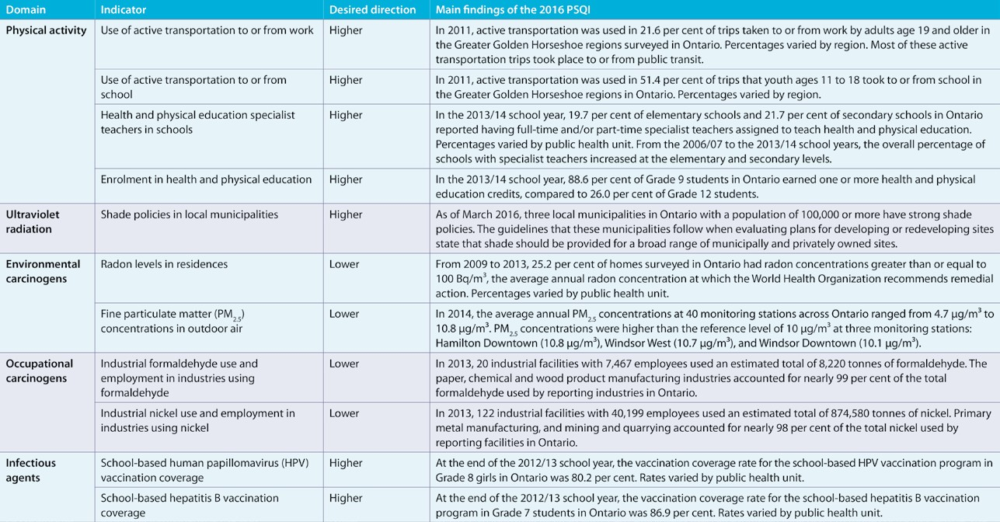 Domain Indicator Desired direction Main findings of the 2016 PSQI
Physical activity Use of active transportation to or from work Higher In 2011, active transportation was used in 21.6 per cent of trips taken to or from work by adults age 19 and older in
the Greater Golden Horseshoe regions surveyed in Ontario. Percentages varied by region. Most of these active
transportation trips took place to or from public transit.
Use of active transportation to or from
school
Higher
In 2011, active transportation was used in 51.4 per cent of trips that youth ages 11 to 18 took to or from school in
the Greater Golden Horseshoe regions in Ontario. Percentages varied by region.
Health and physical education specialist
teachers in schools
Higher
In the 2013/14 school year, 19.7 per cent of elementary schools and 21.7 per cent of secondary schools in Ontario
reported having full-time and/or part-time specialist teachers assigned to teach health and physical education.
Percentages varied by public health unit. From the 2006/07 to the 2013/14 school years, the overall percentage of
schools with specialist teachers increased at the elementary and secondary levels.
Enrolment in health and physical education
Higher
In the 2013/14 school year, 88.6 per cent of Grade 9 students in Ontario earned one or more health and physical
education credits, compared to 26.0 per cent of Grade 12 students.
Ultraviolet
radiation
Shade policies in local municipalities
Higher
As of March 2016, three local municipalities in Ontario with a population of 100,000 or more have strong shade
policies. The guidelines that these municipalities follow when evaluating plans for developing or redeveloping sites
state that shade should be provided for a broad range of municipally and privately owned sites.
Environmental
carcinogens
Radon levels in residences
Lower
From 2009 to 2013, 25.2 per cent of homes surveyed in Ontario had radon concentrations greater than or equal to
100 Bq/m³, the average annual radon concentration at which the World Health Organization recommends remedial
action. Percentages varied by public health unit.
Fine particulate matter (PM₂.₅)
concentrations in outdoor air
Lower
In 2014, the average annual PM₂.₅ concentrations at 40 monitoring stations across Ontario ranged from 4.7 µg/m³ to
10.8 µg/m³. PM₂.₅ concentrations were higher than the reference level of 10 µg/m³ at three monitoring stations:
Hamilton Downtown (10.8 µg/m³), Windsor West (10.7 µg/m³), and Windsor Downtown (10.1 µg/m³).
Occupational
carcinogens
Industrial formaldehyde use and
employment in industries using
formaldehyde
Lower
In 2013, 20 industrial facilities with 7,467 employees used an estimated total of 8,220 tonnes of formaldehyde. The
paper, chemical and wood product manufacturing industries accounted for nearly 99 per cent of the total
formaldehyde used by reporting industries in Ontario.
Industrial nickel use and employment in
industries using nickel
Lower
In 2013, 122 industrial facilities with 40,199 employees used an estimated total of 874,580 tonnes of nickel. Primary
metal manufacturing, and mining and quarrying accounted for nearly 98 per cent of the total nickel used by
reporting facilities in Ontario.
Infectious
agents
School-based human papillomavirus (HPV)
vaccination coverage
Higher
At the end of the 2012/13 school year, the vaccination coverage rate for the school-based HPV vaccination program in
Grade 8 girls in Ontario was 80.2 per cent. Rates varied by public health unit.
School-based hepatitis B vaccination
coverage
Higher
At the end of the 2012/13 school year, the vaccination coverage rate for the school-based hepatitis B vaccination
program in Grade 7 students in Ontario was 86.9 per cent. Rates varied by public health unit.